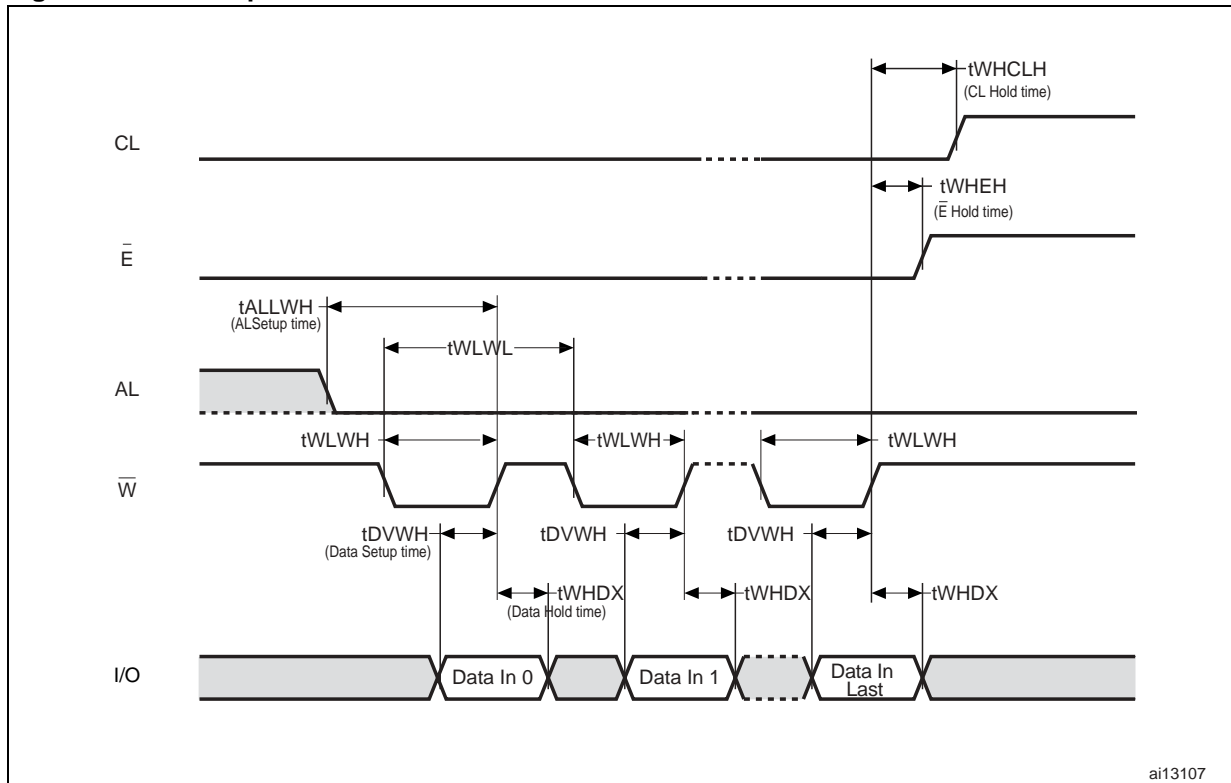 tWHCLH
(CL Hold time)
CL
tWHEH
(E̅ Hold time)
E̅
tALLWH
(ALSetup time)
tWLWL
AL
tWLWH
tWLWH
tWLWH
W̅
tDVWH
(Data Setup time)
tDVWH
tDVWH
tWHDX
(Data Hold time)
tWHDX
tWHDX
I/O
Data In 0
Data In 1
Data In
Last
ai13107